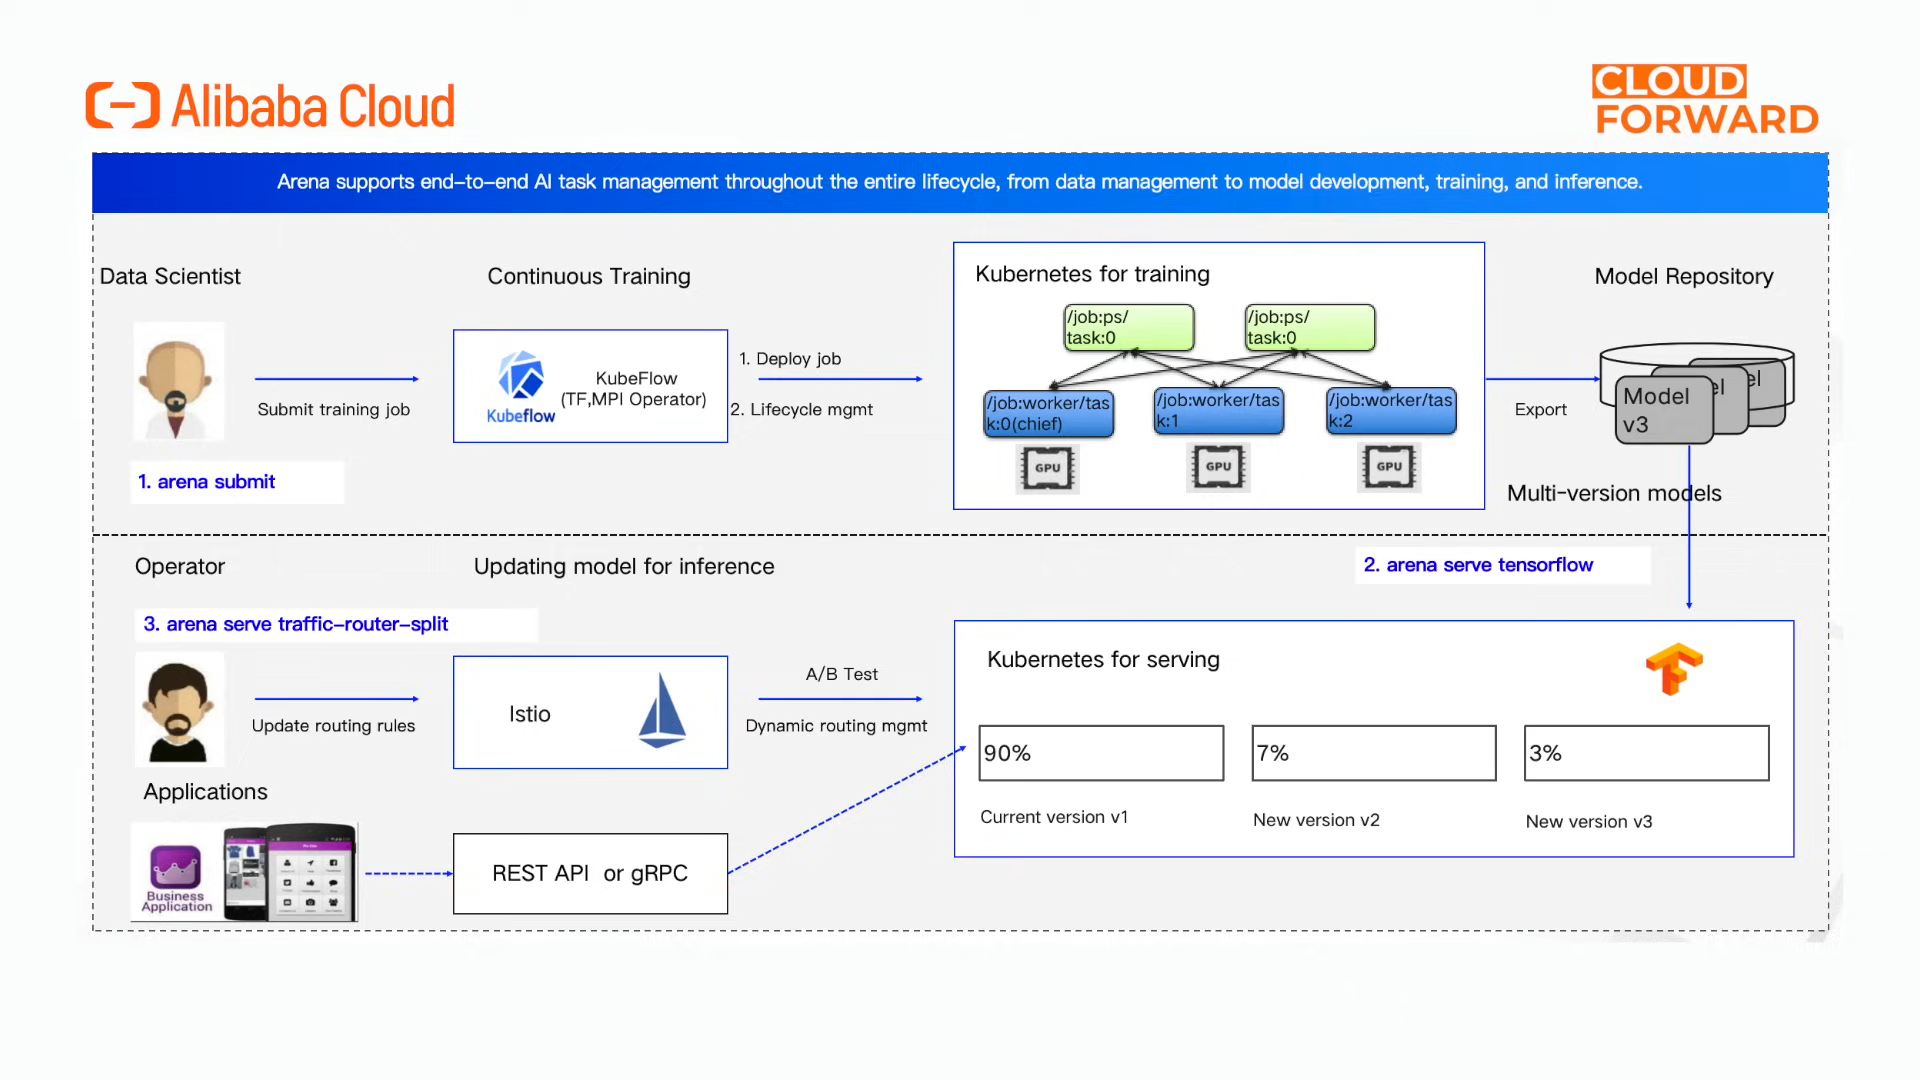 Alibaba Cloud
CLOUD
FORWARD
Arena supports end-to-end AI task management throughout the entire lifecycle, from data management to model development, training, and inference.
Data Scientist
Continuous Training
Kubernetes for training
Model Repository
/job:ps/
task:0
/job:ps/
task:0
Submit training job
Kubeflow
KubeFlow
(TF,MPI Operator)
1. Deploy job
2. Lifecycle mgmt
/job:worker/tas
k:0(chief)
/job:worker/tas
k:1
/job:worker/tas
k:2
GPU
GPU
GPU
Export
Model
v3
el
el
Multi-version models
1. arena submit
Operator
Updating model for inference
2. arena serve tensorflow
3. arena serve traffic-router-split
Update routing rules
Istio
A/B Test
Dynamic routing mgmt
Kubernetes for serving
90%
7%
3%
Current version v1
New version v2
New version v3
Applications
Business
Application
REST API or gRPC